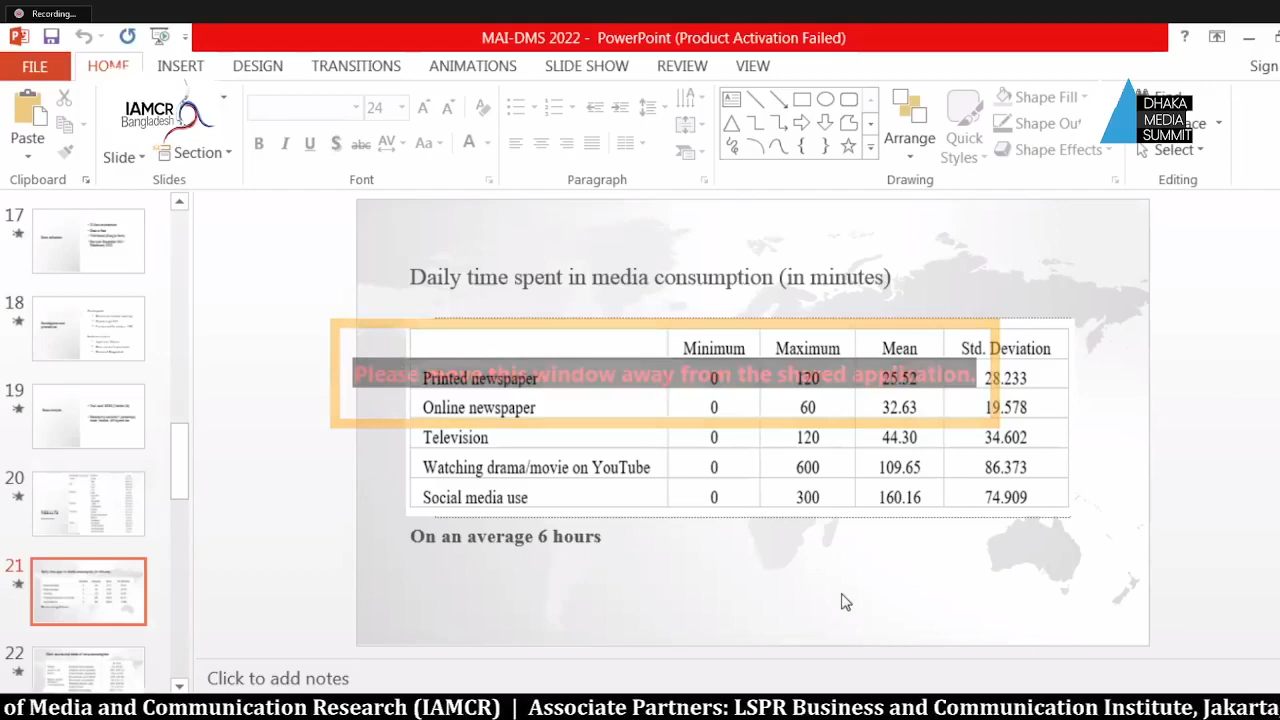 Recording...
MAI-DMS 2022 - PowerPoint (Product Activation Failed)
FILE HOME INSERT DESIGN TRANSITIONS ANIMATIONS SLIDE SHOW REVIEW VIEW Sign
24
Paste
IAMCR
Bangladesh
Slide
Section
Arrange
Quick
Styles
Shape Fill
Shape Effects
DHAKA
MEDIA
SUMMIT
Find
Select
Clipboard Slides Font Paragraph Drawing Editing
17
18
19
20
21
22
Daily time spent in media consumption (in minutes)
Minimum Maximum Mean Std. Deviation
Please move this window away from the shared application.
Printed newspaper 0 120 25.52 28.233
Online newspaper 0 32.63 19.578
Television 0 120 44.30 34.602
Watching drama/movie on YouTube 0 600 109.65 86.373
Social media use 0 300 160.16 74.909
On an average 6 hours
Click to add notes
of Media and Communication Research (IAMCR) | Associate Partners: LSPR Business and Communication Institute, Jakarta